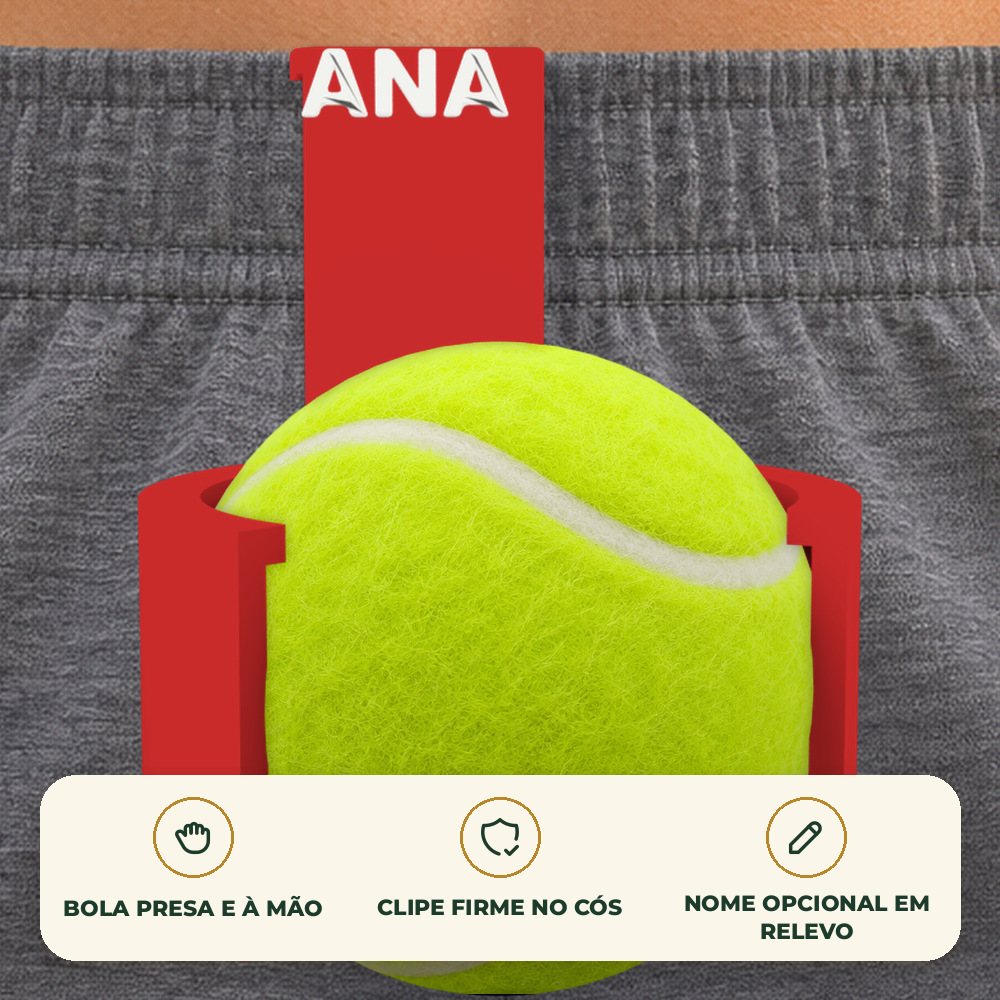 ANA
BOLA PRESA E À MÃO
CLIPE FIRME NO CÓS
NOME OPCIONAL EM
RELEVO